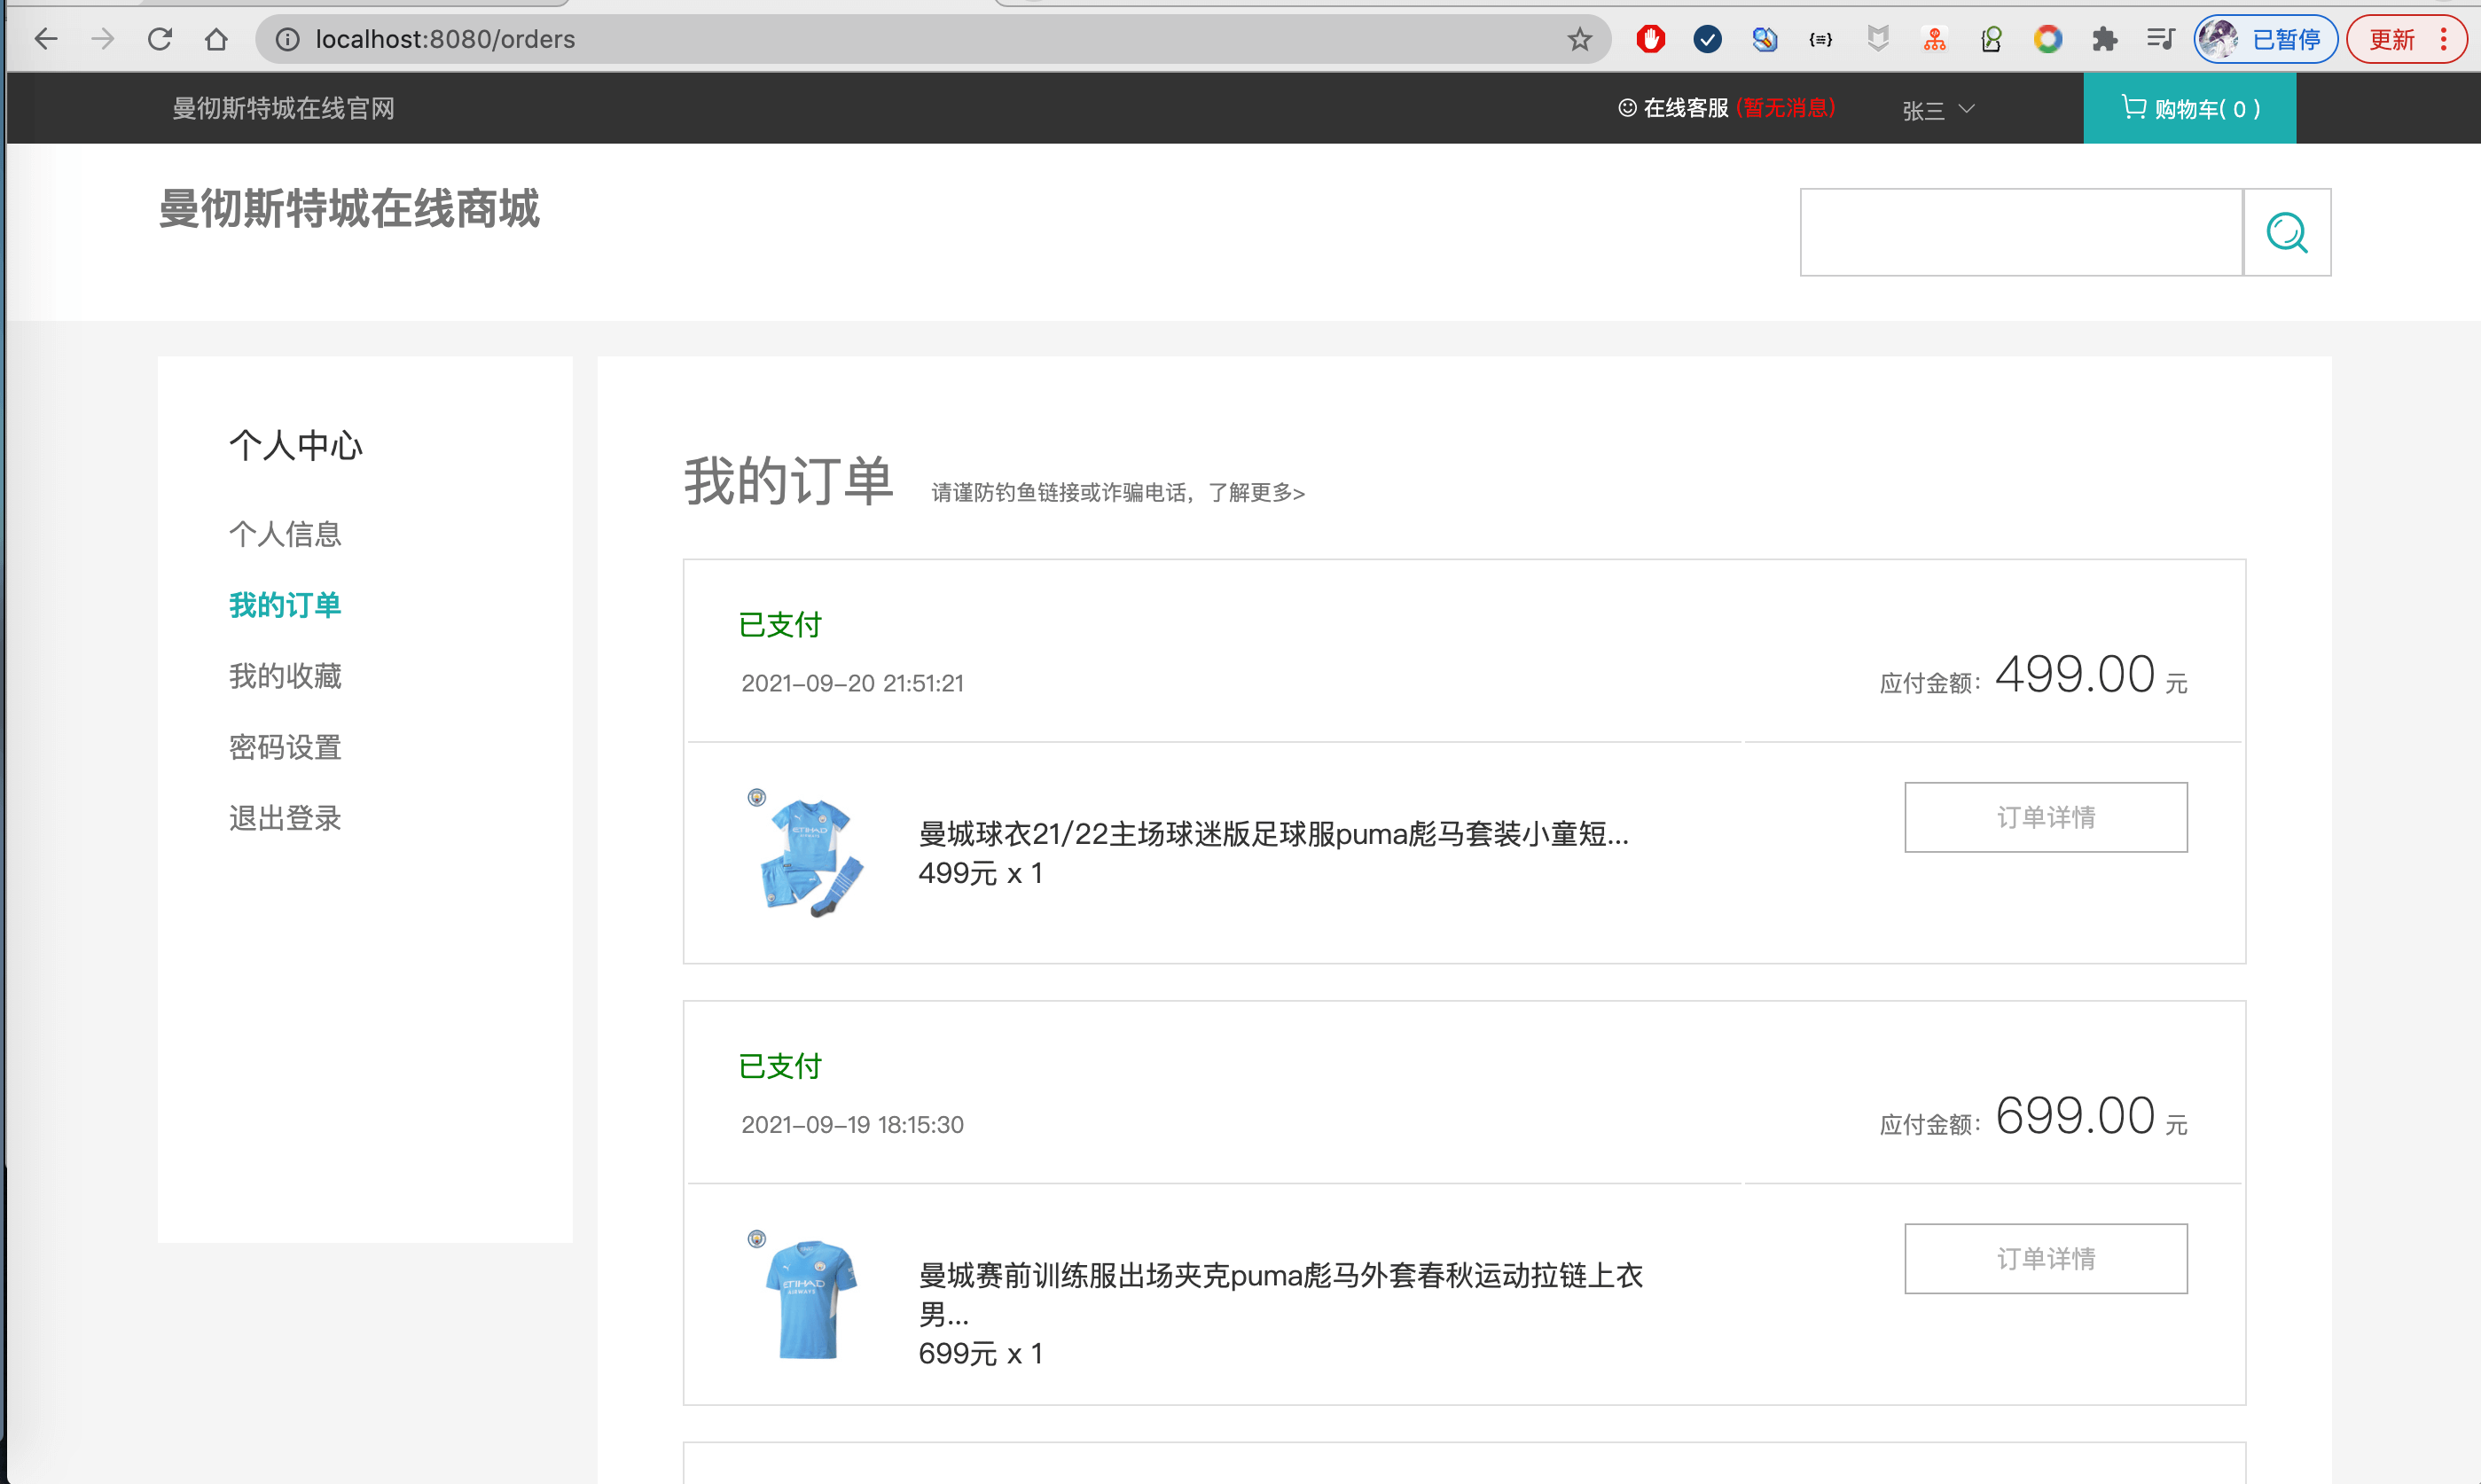 localhost:8080/orders
已暂停
更新
曼彻斯特城在线官网
在线客服 (暂无消息)
张三
购物车( 0 )
曼彻斯特城在线商城
个人中心
个人信息
我的订单
我的收藏
密码设置
退出登录
我的订单
请谨防钓鱼链接或诈骗电话，了解更多>
已支付
2021-09-20 21:51:21
应付金额：499.00 元
ETIHAD
AIRWAYS
曼城球衣21/22主场球迷版足球服puma彪马套装小童短...
499元 x 1
订单详情
已支付
2021-09-19 18:15:30
应付金额：699.00 元
ETIHAD
AIRWAYS
曼城赛前训练服出场夹克puma彪马外套春秋运动拉链上衣
男...
699元 x 1
订单详情